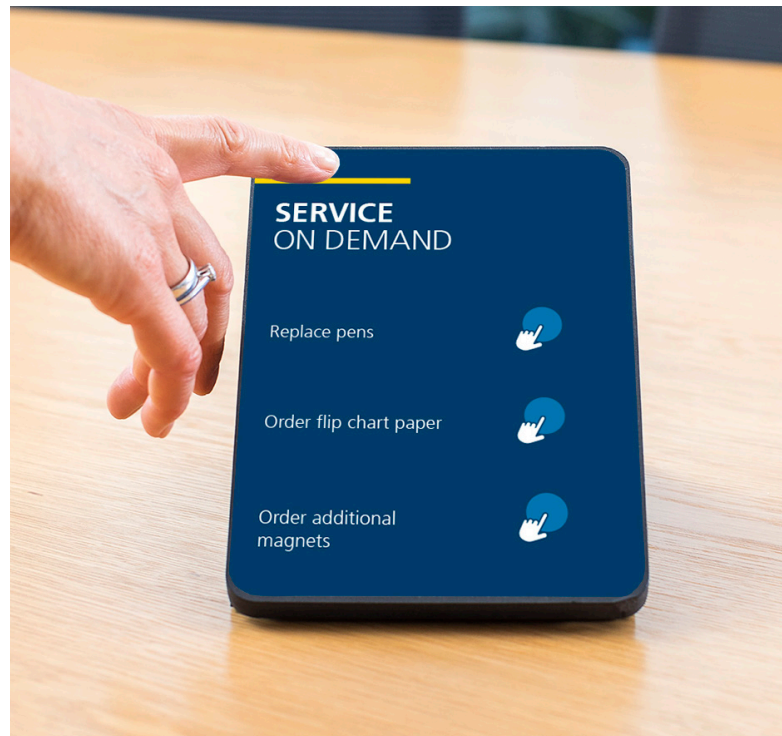 SERVICE
ON DEMAND
Replace pens
Order flip chart paper
Order additional
magnets